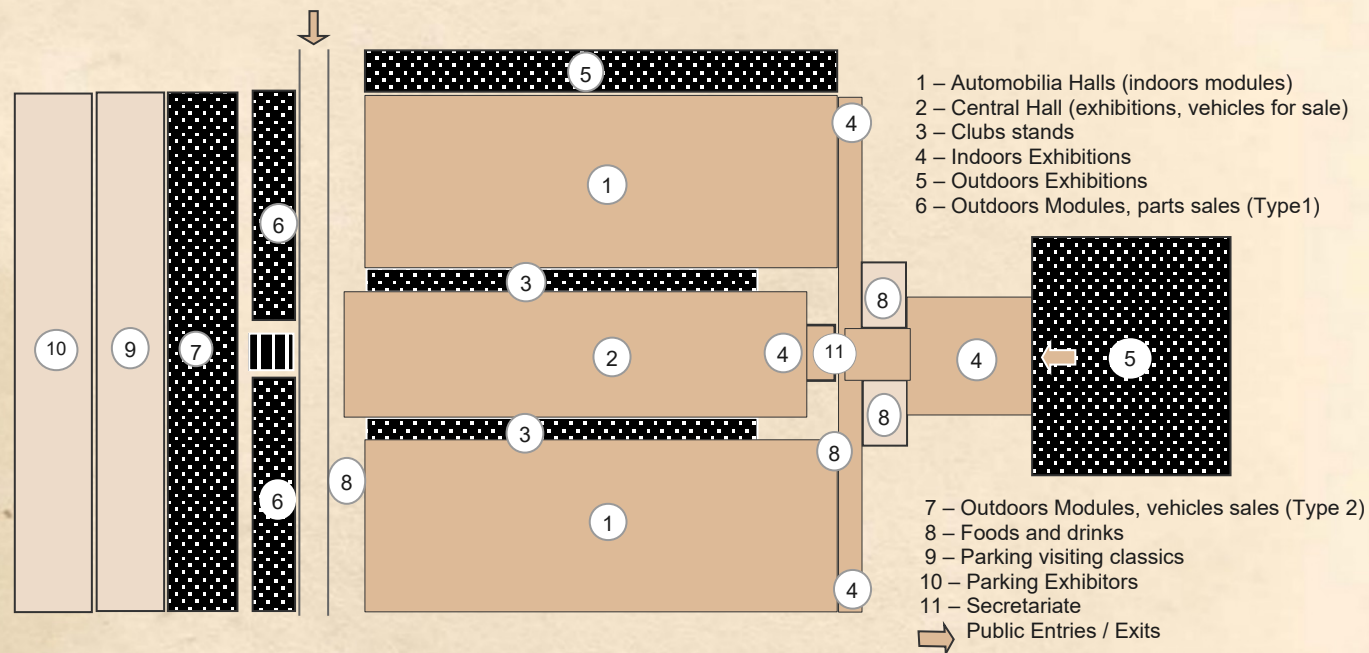 5
4
1
6
3
8
10
9
7
2
4
11
4
5
8
3
8
8
6
1
4
1 – Automobilia Halls (indoors modules)
2 – Central Hall (exhibitions, vehicles for sale)
3 – Clubs stands
4 – Indoors Exhibitions
5 – Outdoors Exhibitions
6 – Outdoors Modules, parts sales (Type1)
7 – Outdoors Modules, vehicles sales (Type 2)
8 – Foods and drinks
9 – Parking visiting classics
10 – Parking Exhibitors
11 – Secretariate
Public Entries / Exits